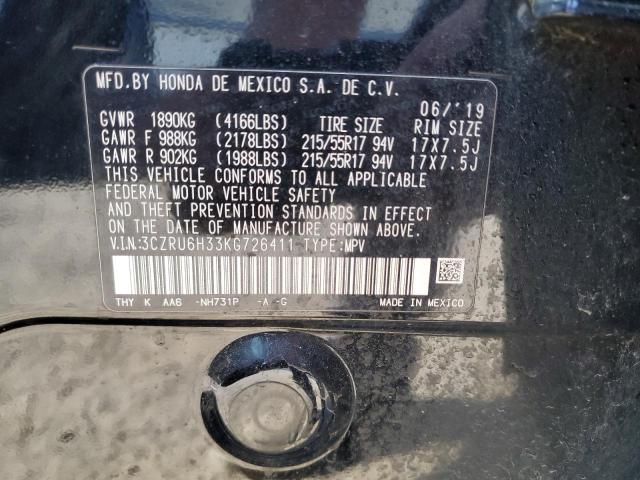 MFD.BY HONDA DE MEXICO S.A. DE C.V.
06/'19
GVWR 1890KG (4166LBS) TIRE SIZE RIM SIZE
GAWR F 988KG (2178LBS) 215/55R17 94V 17X7.5J
GAWR R 902KG (1988LBS) 215/55R17 94V 17X7.5J
THIS VEHICLE CONFORMS TO ALL APPLICABLE
FEDERAL MOTOR VEHICLE SAFETY
AND THEFT PREVENTION STANDARDS IN EFFECT
ON THE DATE OF MANUFACTURE SHOWN ABOVE.
V.I.N:3CZRU6H33KG726411 TYPE:MPV
THY K AA6 -NH731P -A -G MADE IN MEXICO